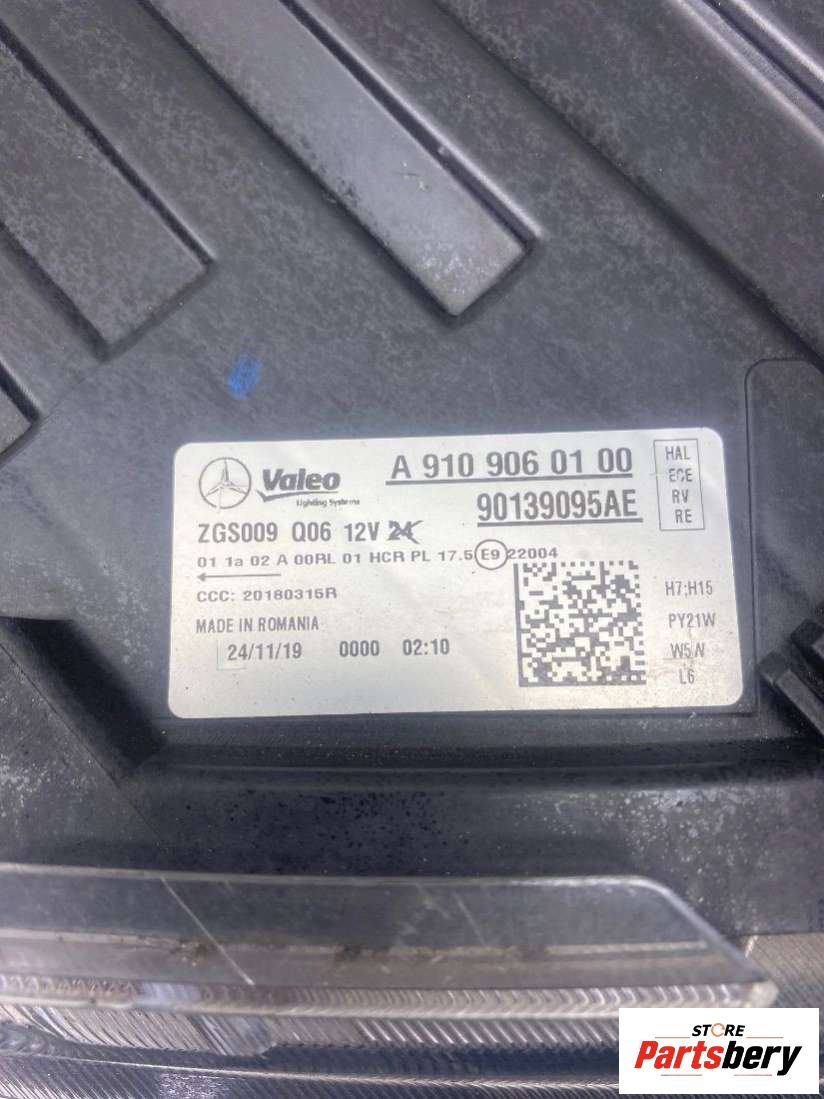 Valeo
Lighting Systems
A 910 906 01 00
90139095AE
HAL
ECE
RV
RE
ZGS009 Q06 12V 24
01 1a 02 A 00RL 01 HCR PL 17.5 E9 22004
CCC: 20180315R
MADE IN ROMANIA
24/11/19 0000 02:10
H7;H15
PY21W
W5W
L6
STORE
Partsbery